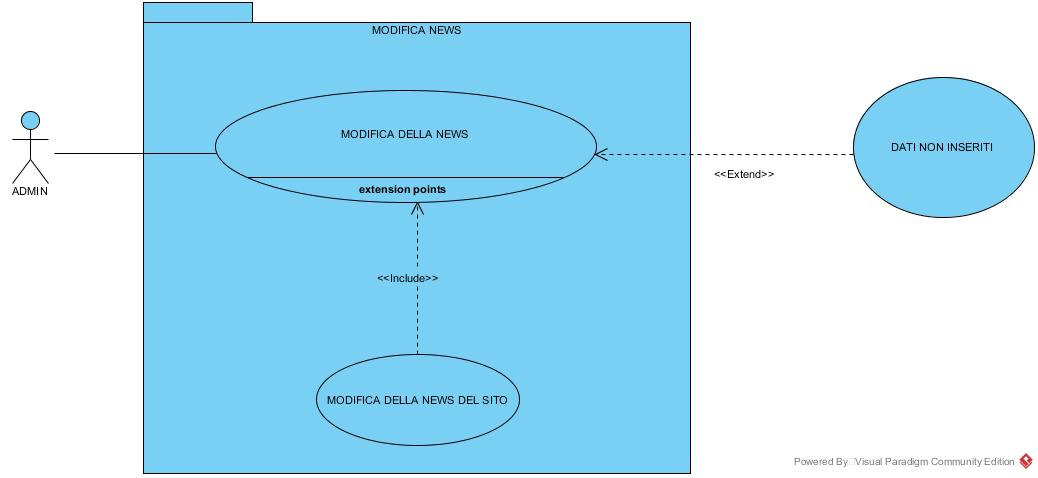 MODIFICA NEWS
MODIFICA DELLA NEWS
extension points
ADMIN
DATI NON INSERITI
<<Extend>>
<<Include>>
MODIFICA DELLA NEWS DEL SITO
Powered By Visual Paradigm Community Edition